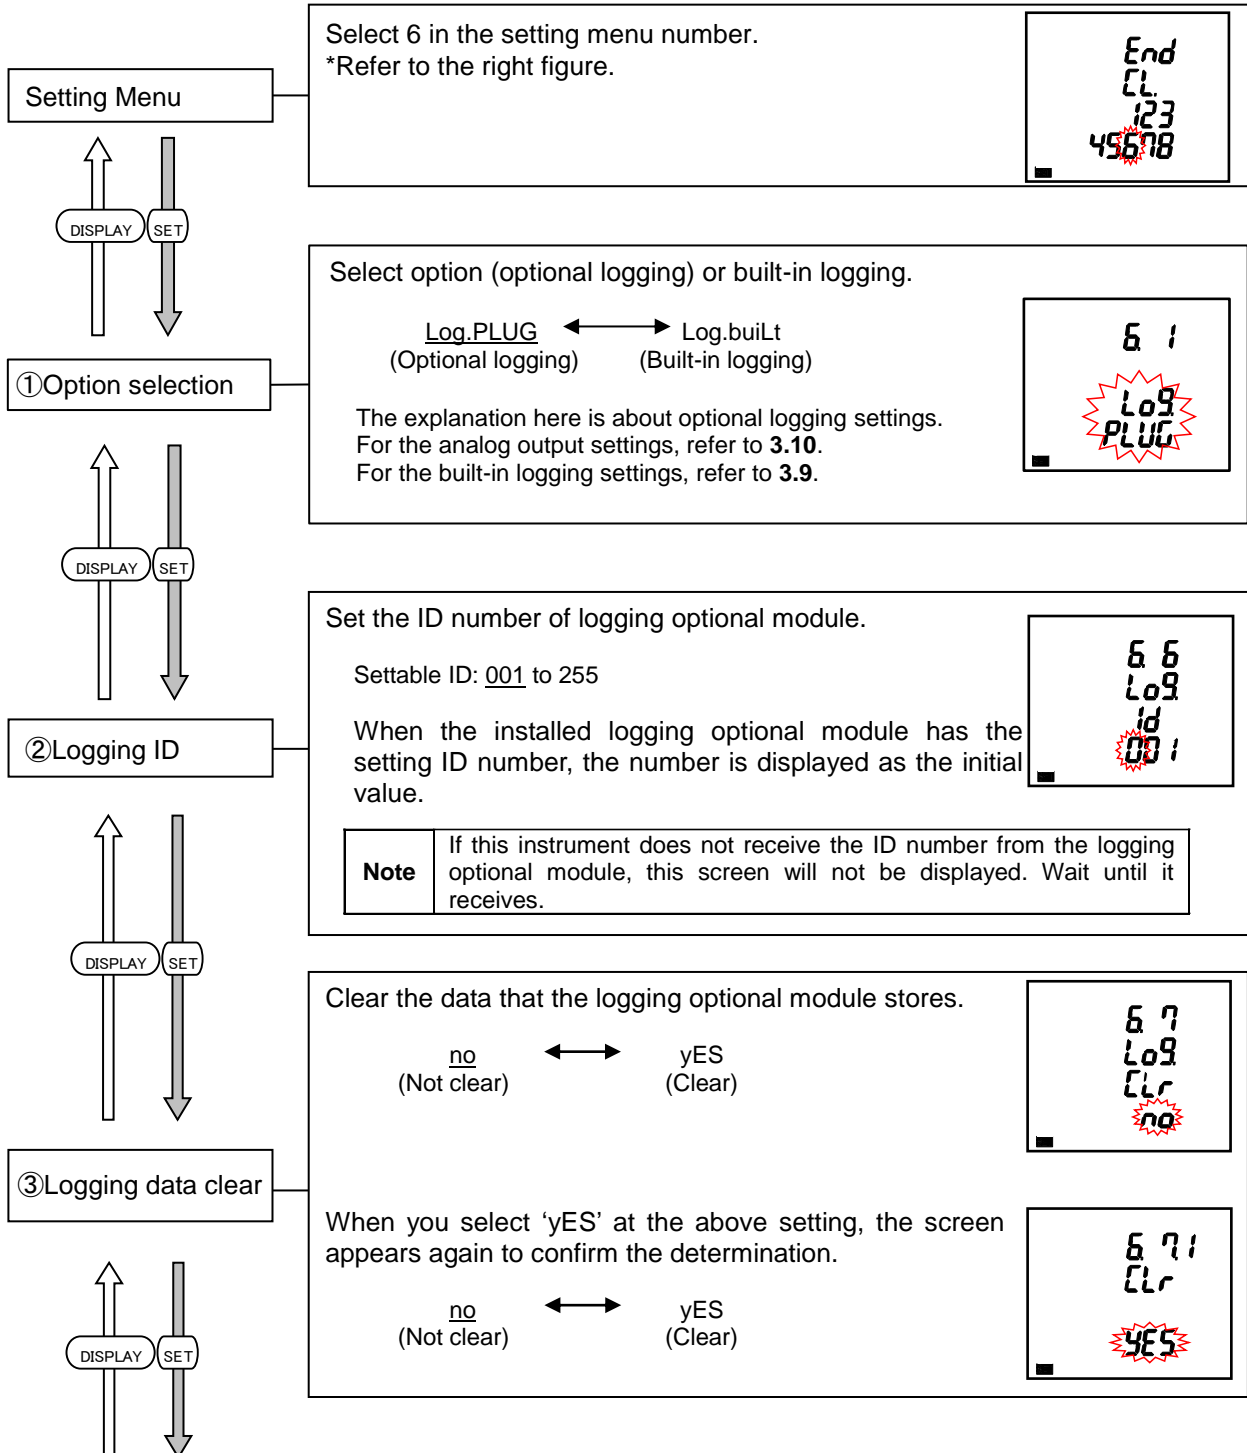 Select 6 in the setting menu number.
*Refer to the right figure.
Setting Menu
End
CL.
123
45678
DISPLAY
SET
Select option (optional logging) or built-in logging.
Log.PLUG
Log.buiLt
(Optional logging)
(Built-in logging)
The explanation here is about optional logging settings.
For the analog output settings, refer to 3.10.
For the built-in logging settings, refer to 3.9.
6. 1
Log.
PLUG
①Option selection
DISPLAY
SET
Set the ID number of logging optional module.
Settable ID: 001 to 255
When the installed logging optional module has the
setting ID number, the number is displayed as the initial
value.
Note
If this instrument does not receive the ID number from the logging
optional module, this screen will not be displayed. Wait until it
receives.
6. 6
Log.
id
001
②Logging ID
DISPLAY
SET
Clear the data that the logging optional module stores.
no
yES
(Not clear)
(Clear)
6. 7
Log.
CLr
no
③Logging data clear
When you select ‘yES’ at the above setting, the screen
appears again to confirm the determination.
no
yES
(Not clear)
(Clear)
6. 7.1
CLr
yES
DISPLAY
SET